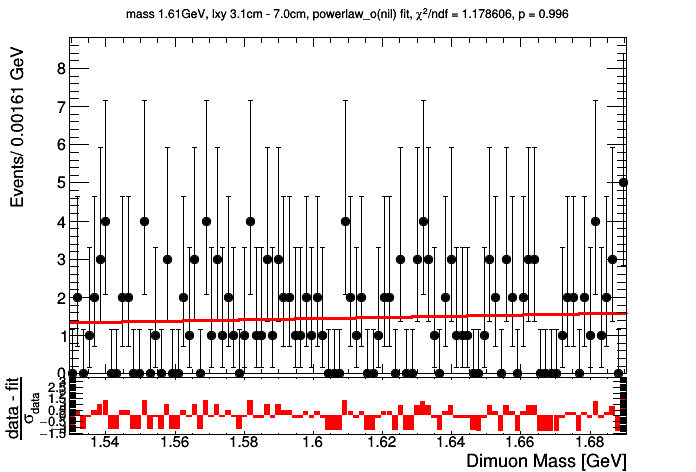 mass 1.61GeV, lxy 3.1cm - 7.0cm, powerlaw_o(nil) fit, χ²/ndf = 1.178606, p = 0.996
Events/ 0.00161 GeV
8
7
6
5
4
3
2
1
0
data - fit
σdata
1.54 1.56 1.58 1.6 1.62 1.64 1.66 1.68
Dimuon Mass [GeV]